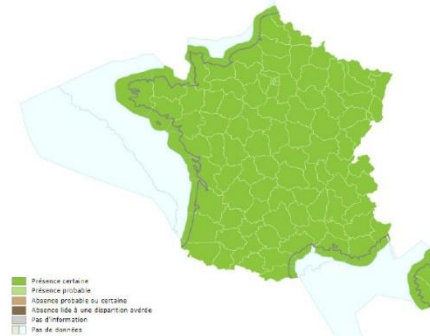 Présence certaine
Présence probable
Absence probable ou certaine
Absence liée à une disparition avérée
Pas d'information
Pas de données